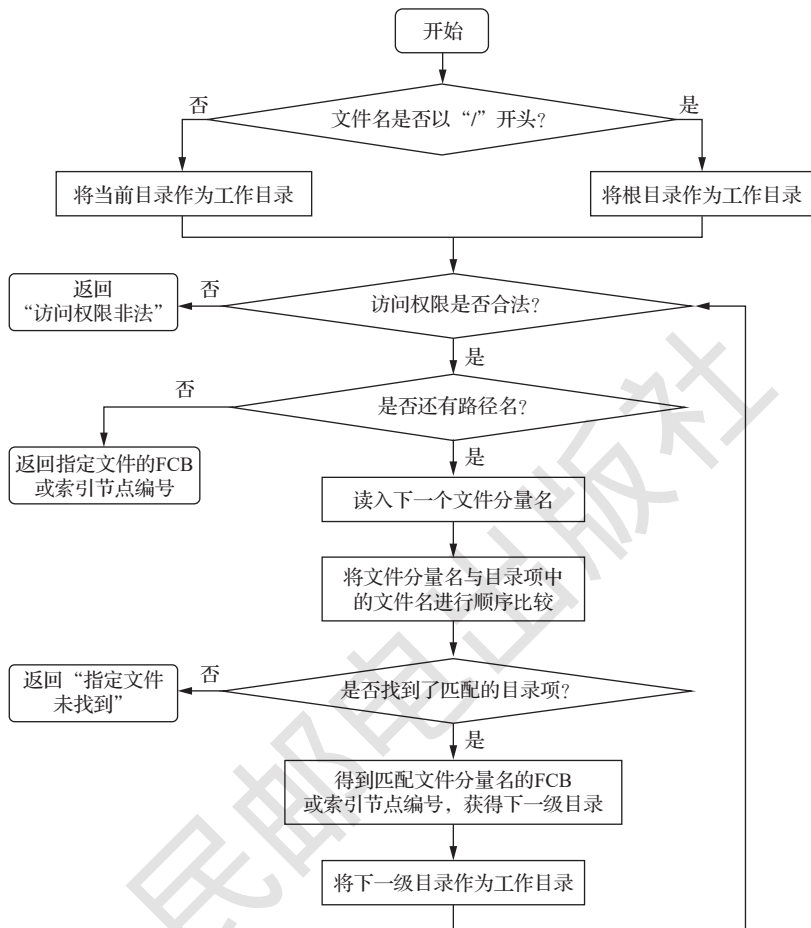 开始
文件名是否以“/”开头?
否
是
将当前目录作为工作目录
将根目录作为工作目录
返回
“访问权限非法”
否
访问权限是否合法?
是
否
是否还有路径名?
返回指定文件的FCB
或索引节点编号
是
读入下一个文件分量名
将文件分量名与目录项中
的文件名进行顺序比较
返回“指定文件
未找到”
否
是否找到了匹配的目录项?
是
得到匹配文件分量名的FCB
或索引节点编号，获得下一级目录
将下一级目录作为工作目录
民邮电出版社